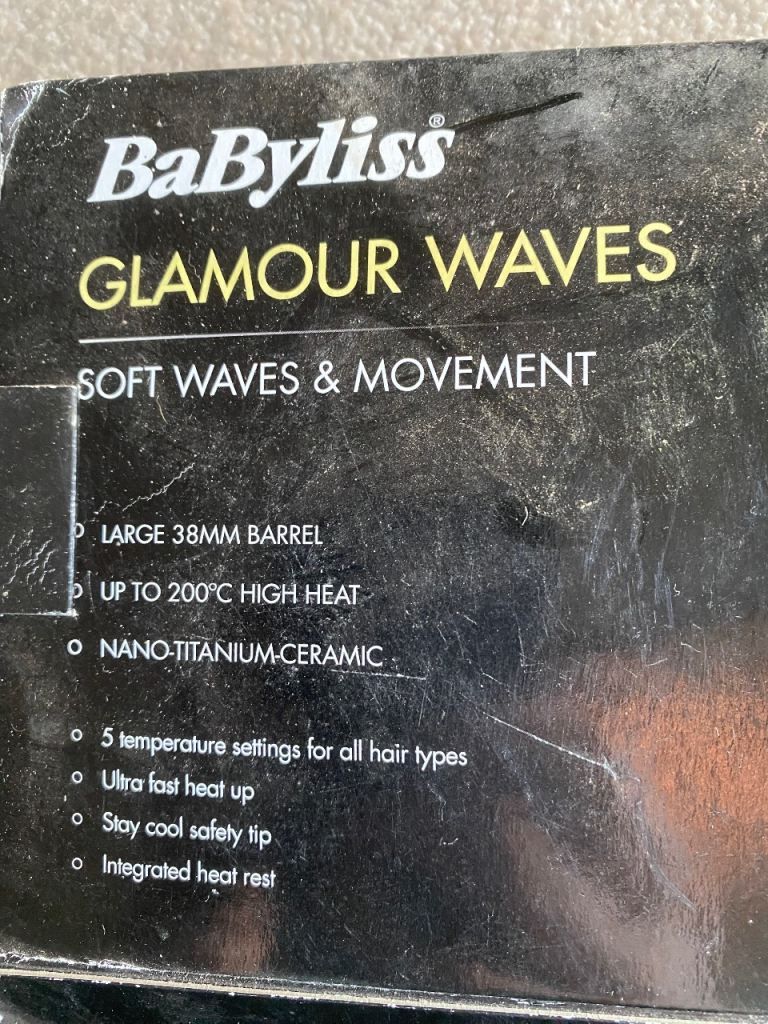 BaByliss®
GLAMOUR WAVES
SOFT WAVES & MOVEMENT
LARGE 38MM BARREL
UP TO 200°C HIGH HEAT
NANO-TITANIUM-CERAMIC
5 temperature settings for all hair types
Ultra fast heat up
Stay cool safety tip
Integrated heat rest